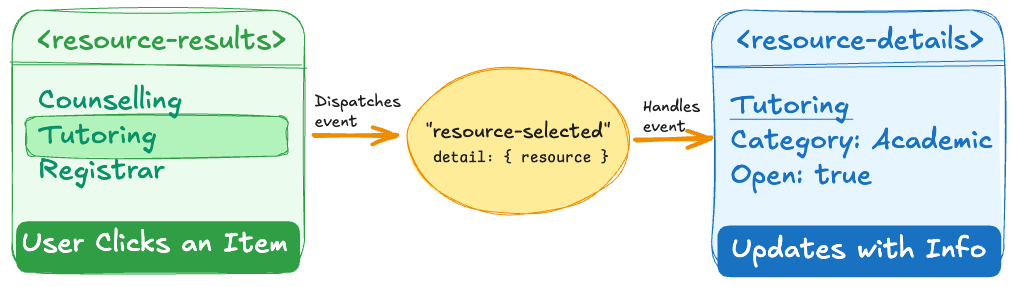 <resource-results>
Counselling
Tutoring
Registrar
User Clicks an Item
Dispatches
event
"resource-selected"
detail: { resource }
Handles
event
<resource-details>
Tutoring
Category: Academic
Open: true
Updates with Info